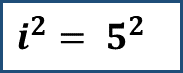 i² = 5²